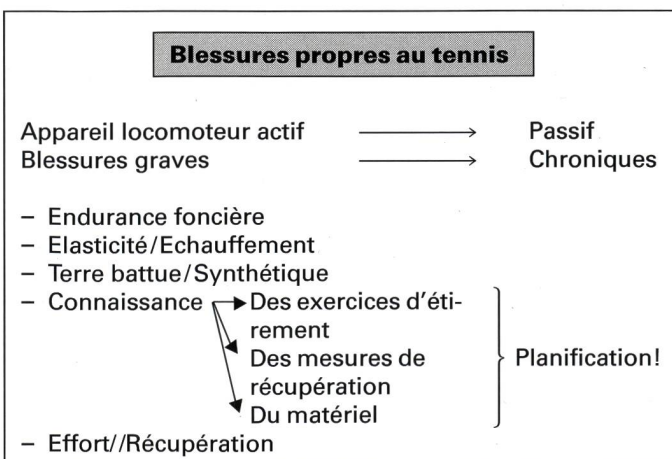 Blessures propres au tennis
Appareil locomoteur actif Passif
Blessures graves Chroniques
– Endurance foncière
– Elasticité/Echauffement
– Terre battue/Synthétique
– Connaissance Des exercices d'éti-
rement
Des mesures de Planification!
récupération
Du matériel
– Effort//Récupération